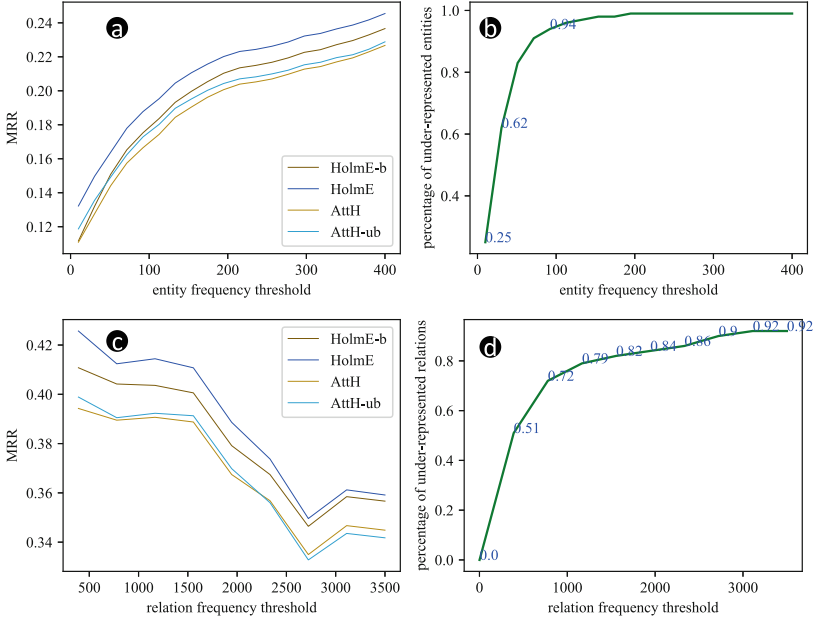 a
0.24
0.22
0.20
0.18
0.16
0.14
0.12
MRR
HolmE-b
HolmE
AttH
AttH-ub
0
100
200
300
400
entity frequency threshold
b
1.0
0.8
0.6
0.4
percentage of under-represented entities
0.94
0.62
0.25
0
100
200
300
400
entity frequency threshold
c
0.42
0.40
0.38
0.36
0.34
MRR
HolmE-b
HolmE
AttH
AttH-ub
500
1000
1500
2000
2500
3000
3500
relation frequency threshold
d
0.8
0.6
0.4
0.2
0.0
percentage of under-represented relations
0.0
0.51
0.72
0.79
0.82
0.84
0.86
0.9
0.92
0.92
0
1000
2000
3000
relation frequency threshold